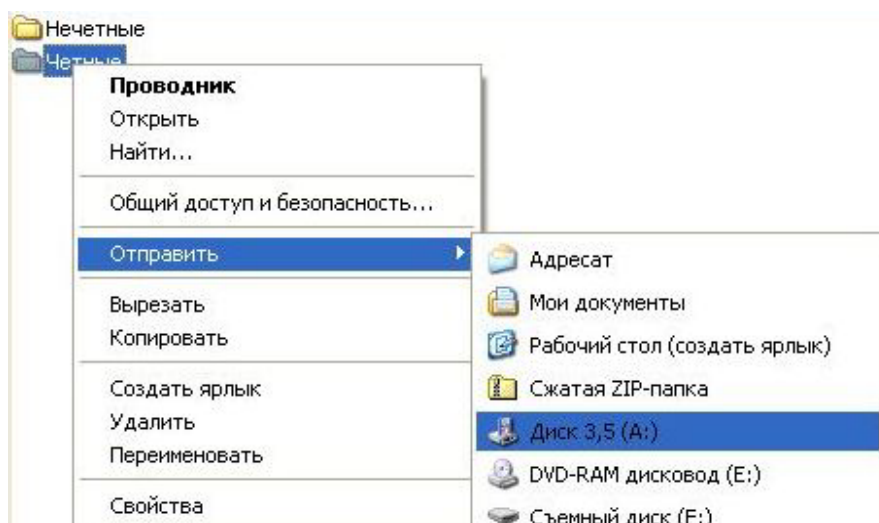 Нечетные
Четные
Проводник
Открыть
Найти...
Общий доступ и безопасность...
Отправить
Вырезать
Копировать
Создать ярлык
Удалить
Переименовать
Свойства
Адресат
Мои документы
Рабочий стол (создать ярлык)
Сжатая ZIP-папка
Диск 3,5 (A:)
DVD-RAM дисковод (E:)
Съемный диск (F:)